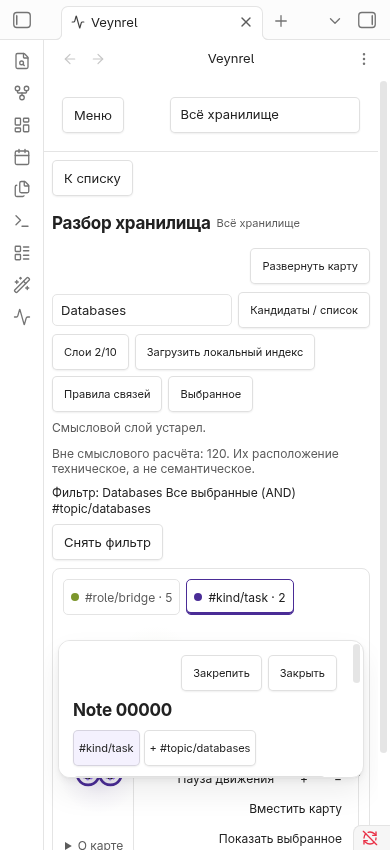 Veynrel
Veynrel
Меню
Всё хранилище
К списку
Разбор хранилища Всё хранилище
Развернуть карту
Databases
Кандидаты / список
Слои 2/10
Загрузить локальный индекс
Правила связей
Выбранное
Смысловой слой устарел.
Вне смыслового расчёта: 120. Их расположение
техническое, а не семантическое.
Фильтр: Databases Все выбранные (AND)
#topic/databases
Снять фильтр
#role/bridge · 5
#kind/task · 2
Закрепить
Закрыть
Note 00000
#kind/task
+ #topic/databases
Пауза движения + −
Вместить карту
Показать выбранное
▶ О карте